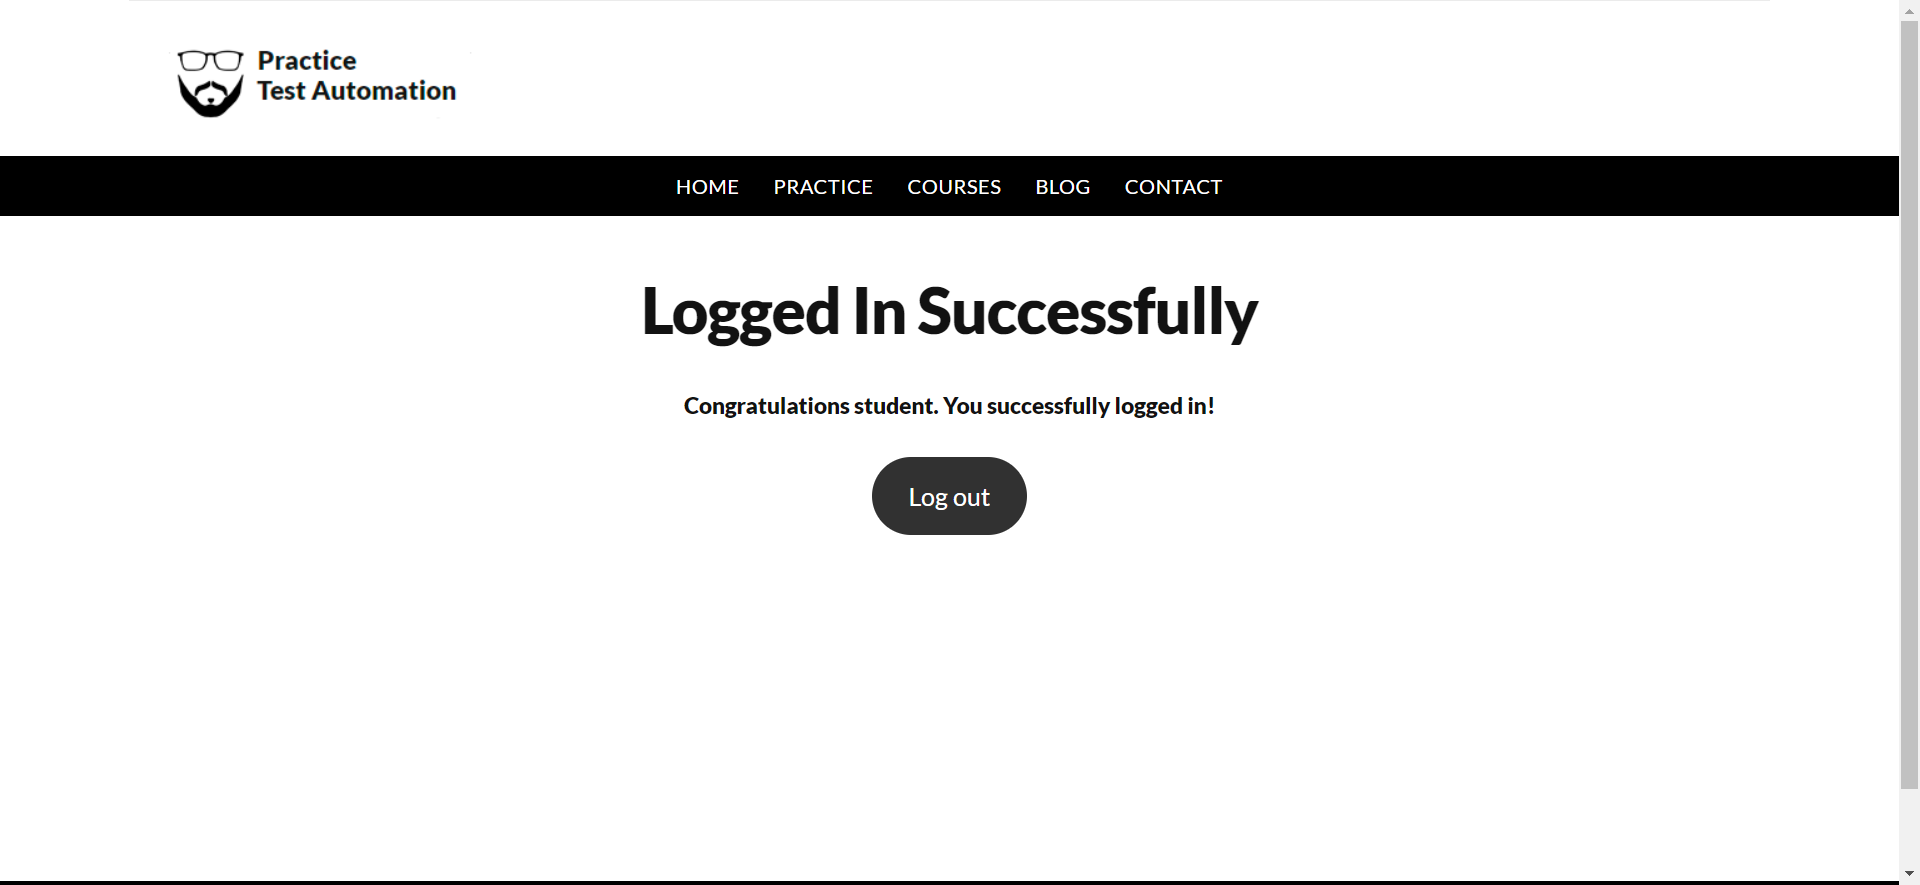 Practice
Test Automation
HOME PRACTICE COURSES BLOG CONTACT
Logged In Successfully
Congratulations student. You successfully logged in!
Log out